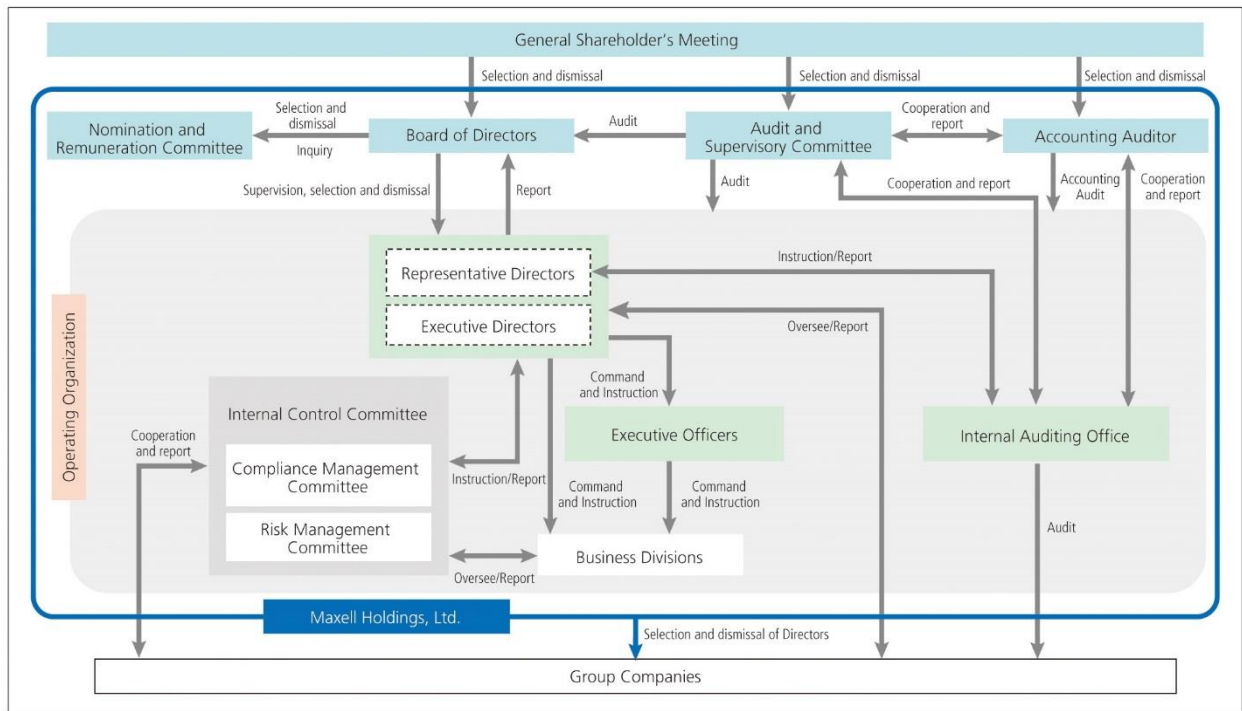 General Shareholder's Meeting
Selection and dismissal
Selection and dismissal
Selection and dismissal
Nomination and
Remuneration Committee
Selection and
dismissal
Inquiry
Board of Directors
Audit
Audit and
Supervisory Committee
Cooperation and
report
Accounting Auditor
Supervision, selection and dismissal
Report
Audit
Cooperation and report
Accounting
Audit
Cooperation
and report
Operating Organization
Representative Directors
Executive Directors
Instruction/Report
Oversee/Report
Command
and Instruction
Internal Control Committee
Compliance Management
Committee
Risk Management
Committee
Cooperation
and report
Instruction/Report
Executive Officers
Internal Auditing Office
Command
and Instruction
Command
and Instruction
Audit
Business Divisions
Oversee/Report
Maxell Holdings, Ltd.
Selection and dismissal of Directors
Group Companies